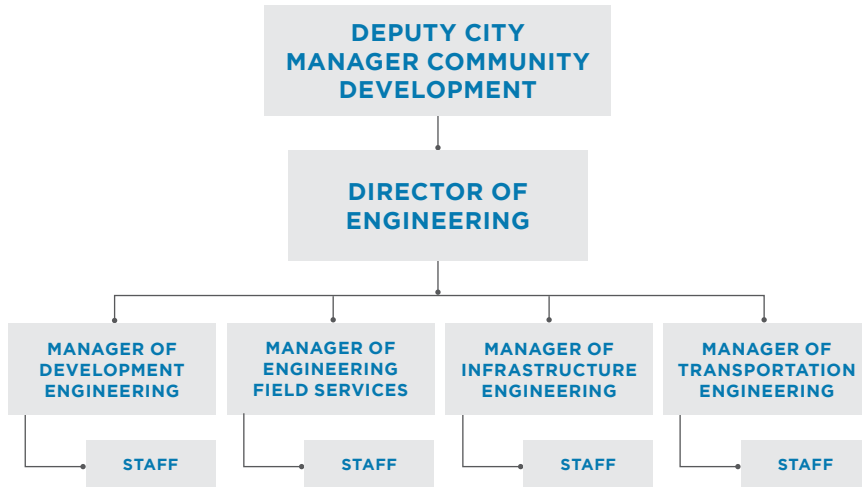 DEPUTY CITY
MANAGER COMMUNITY
DEVELOPMENT
DIRECTOR OF
ENGINEERING
MANAGER OF
DEVELOPMENT
ENGINEERING
MANAGER OF
ENGINEERING
FIELD SERVICES
MANAGER OF
INFRASTRUCTURE
ENGINEERING
MANAGER OF
TRANSPORTATION
ENGINEERING
STAFF
STAFF
STAFF
STAFF